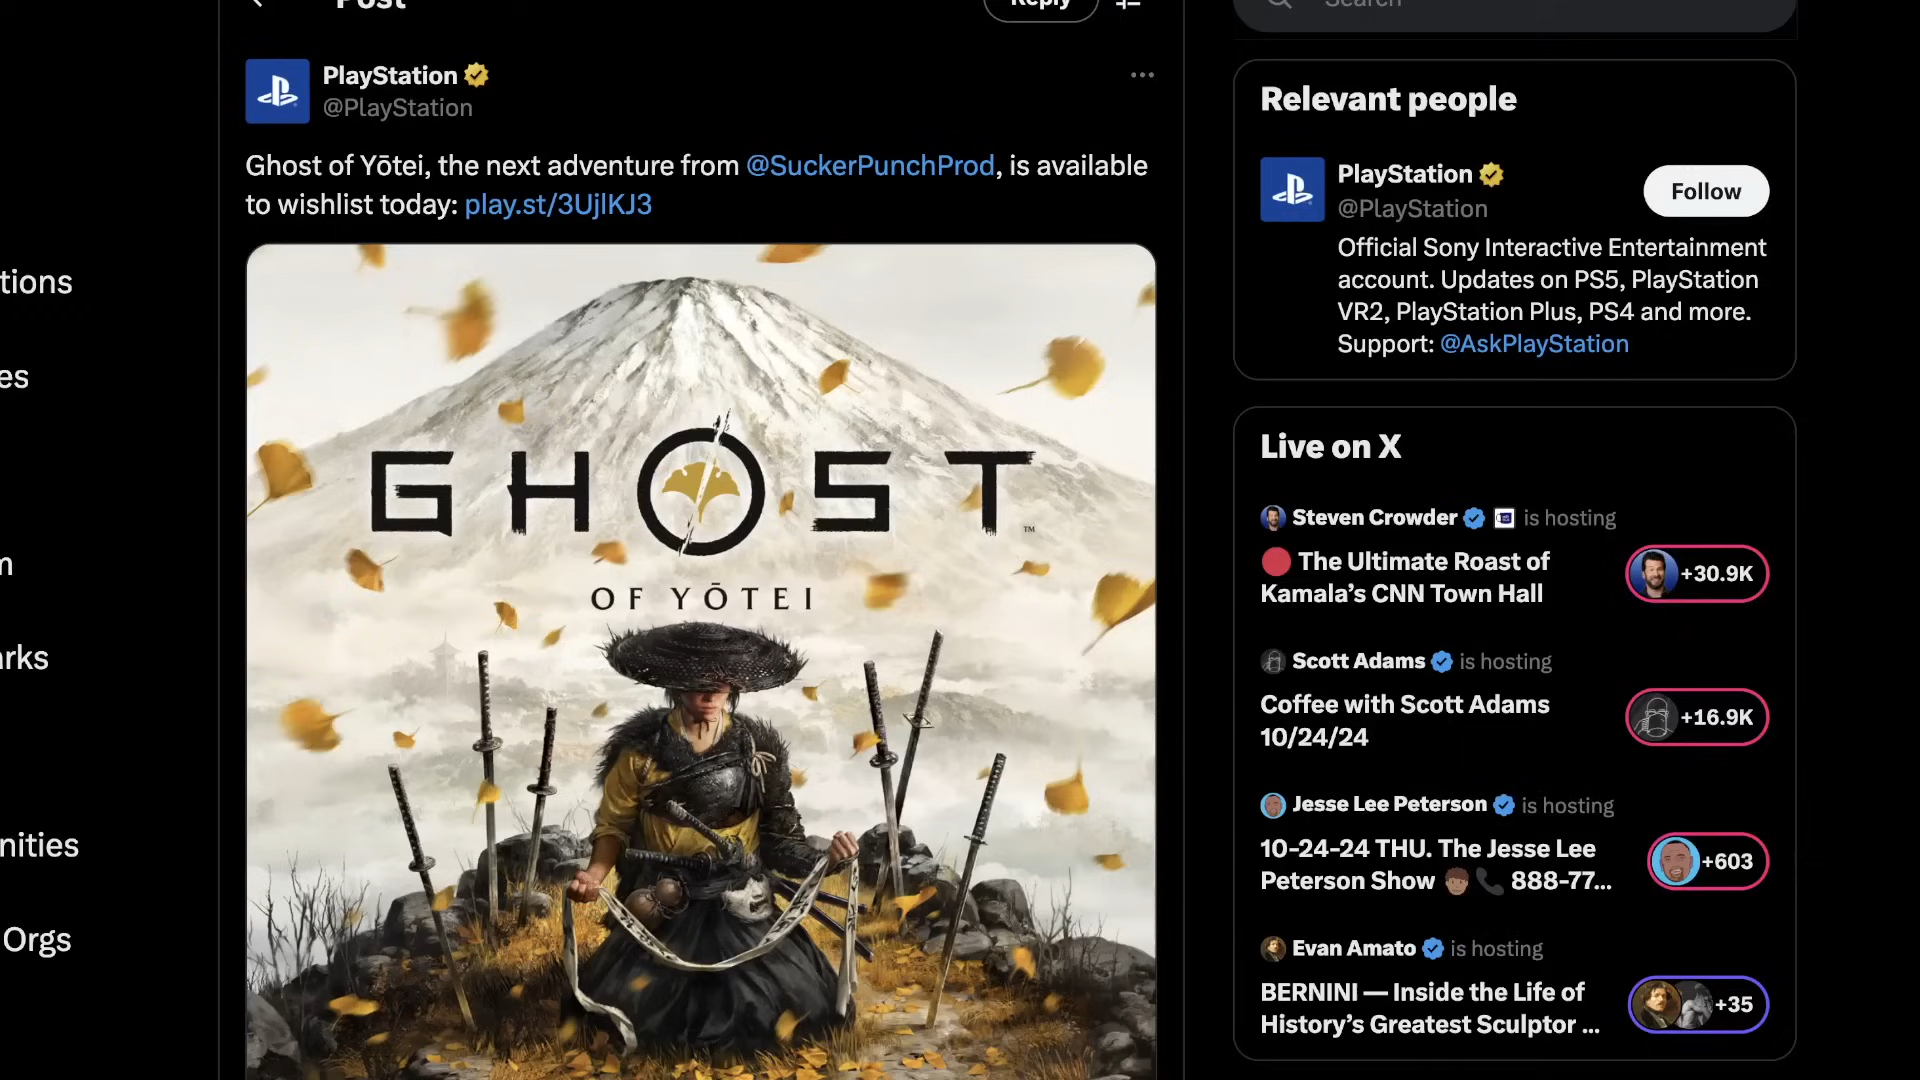 Post
Reply
Search
PlayStation
@PlayStation
Ghost of Yōtei, the next adventure from @SuckerPunchProd, is available
to wishlist today: play.st/3UjlKJ3
GHOST
™
OF YŌTEI
tions
es
m
arks
nities
Orgs
Relevant people
PlayStation
@PlayStation
Follow
Official Sony Interactive Entertainment
account. Updates on PS5, PlayStation
VR2, PlayStation Plus, PS4 and more.
Support: @AskPlayStation
Live on X
Steven Crowder is hosting
🔴 The Ultimate Roast of
Kamala’s CNN Town Hall
+30.9K
Scott Adams is hosting
Coffee with Scott Adams
10/24/24
+16.9K
Jesse Lee Peterson is hosting
10-24-24 THU. The Jesse Lee
Peterson Show 👨🏽 📞 888-77...
+603
Evan Amato is hosting
BERNINI — Inside the Life of
History’s Greatest Sculptor ...
+35